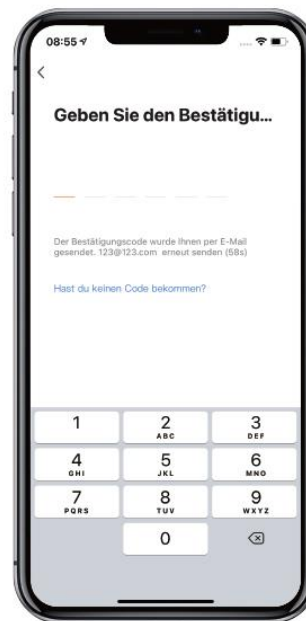 08:55
Geben Sie den Bestätigu...
Der Bestätigungscode wurde Ihnen per E-Mail
gesendet. 123@123.com erneut senden (58s)
Hast du keinen Code bekommen?
1 2 3
ABC DEF
4 5 6
GHI JKL MNO
7 8 9
PQRS TUV WXYZ
0